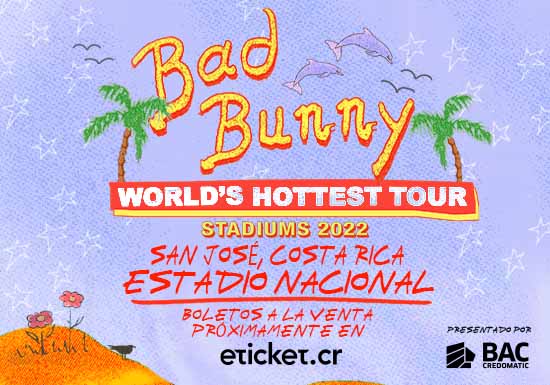 Bad
Bunny
WORLD'S HOTTEST TOUR
STADIUMS 2022
SAN JOSÉ, COSTA RICA
ESTADIO NACIONAL
BOLETOS A LA VENTA
PRÓXIMAMENTE EN
eticket.cr
PRESENTADO POR
BAC
CREDOMATIC